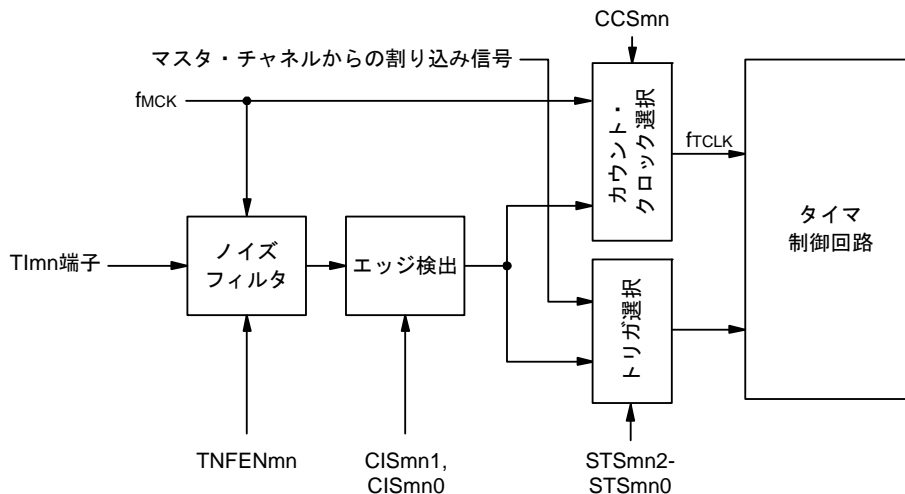 CCSmn
マスタ・チャネルからの割り込み信号
fMCK
カウント・
クロック選択
fTCLK
タイマ
制御回路
TImn端子
ノイズ
フィルタ
エッジ検出
トリガ選択
TNFENmn
CISmn1,
CISmn0
STSmn2-
STSmn0